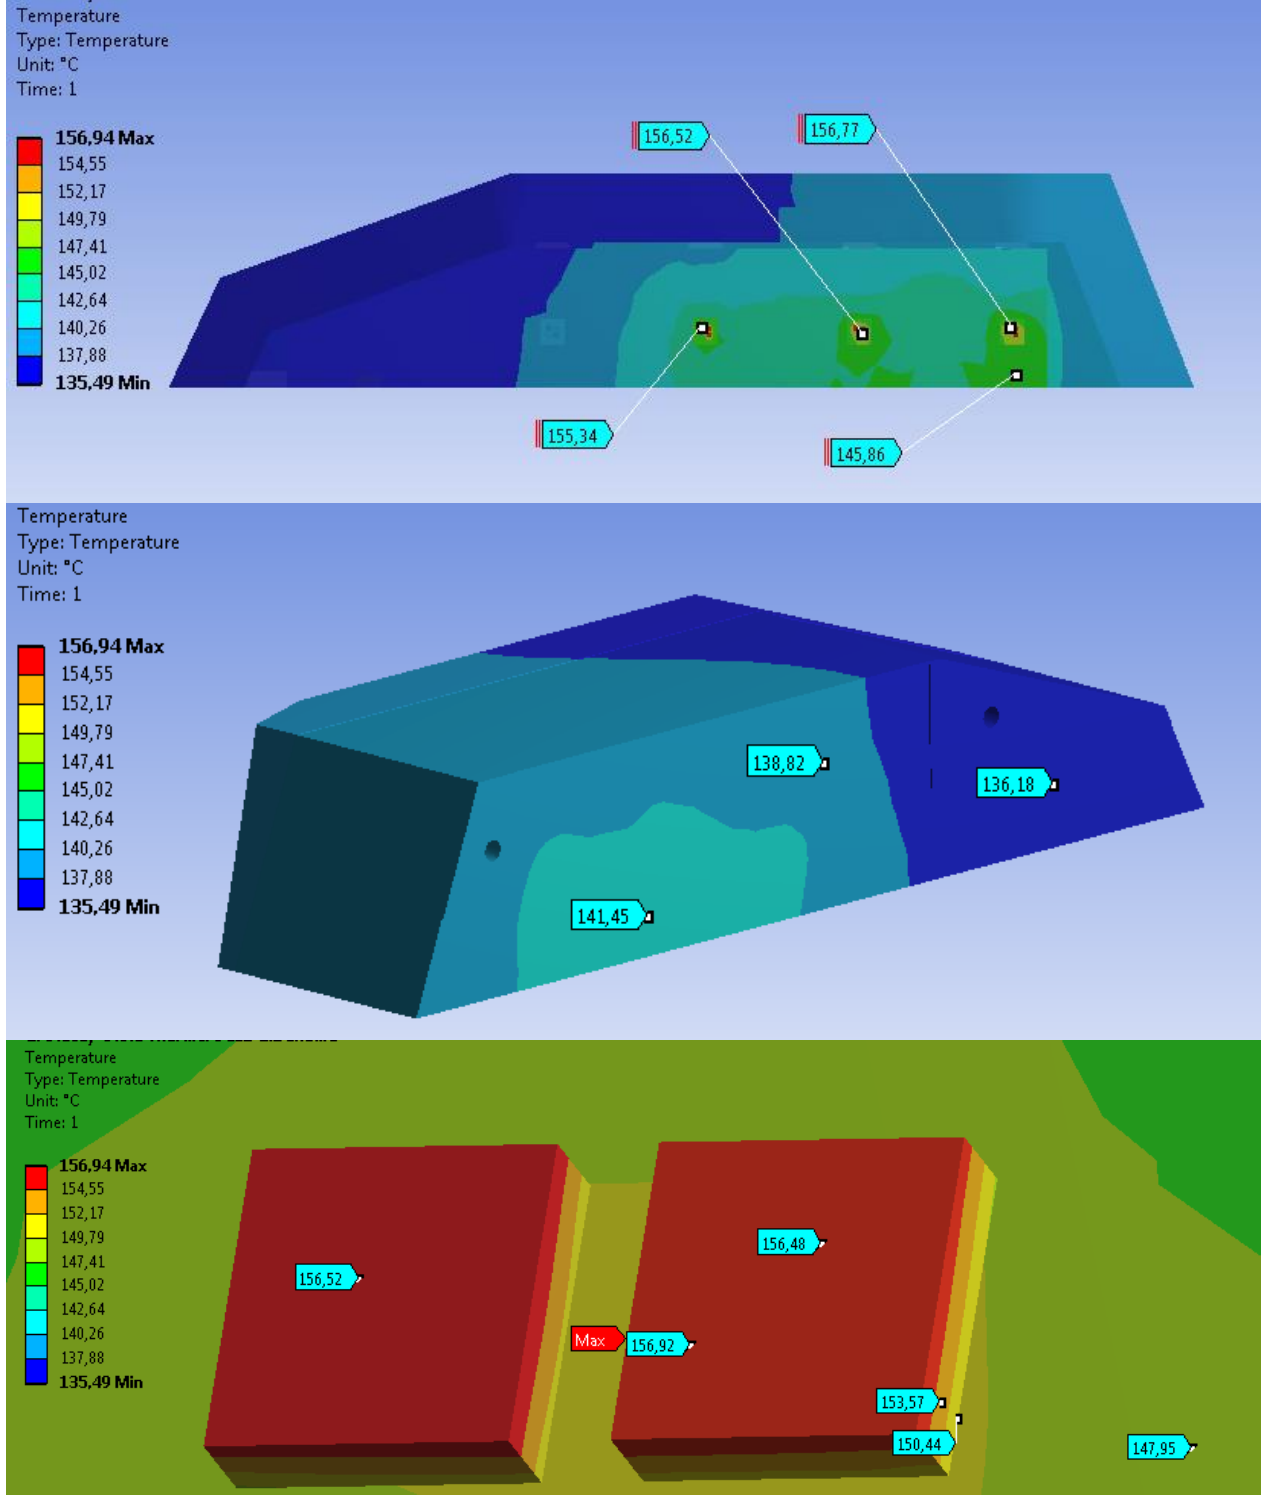 Temperature
Type: Temperature
Unit: °C
Time: 1
156,94 Max
154,55
152,17
149,79
147,41
145,02
142,64
140,26
137,88
135,49 Min
156,52
156,77
155,34
145,86
Temperature
Type: Temperature
Unit: °C
Time: 1
156,94 Max
154,55
152,17
149,79
147,41
145,02
142,64
140,26
137,88
135,49 Min
138,82
136,18
141,45
Temperature
Type: Temperature
Unit: °C
Time: 1
156,94 Max
154,55
152,17
149,79
147,41
145,02
142,64
140,26
137,88
135,49 Min
156,48
156,52
Max
156,92
153,57
150,44
147,95